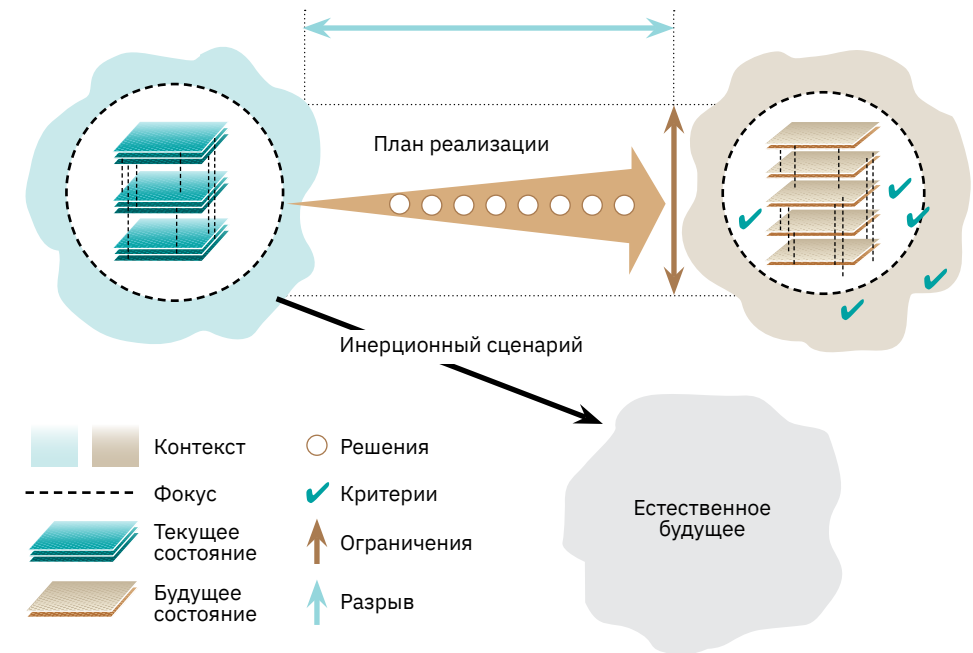 План реализации
Инерционный сценарий
Контекст
Фокус
Текущее
состояние
Будущее
состояние
Решения
Критерии
Ограничения
Разрыв
Естественное
будущее